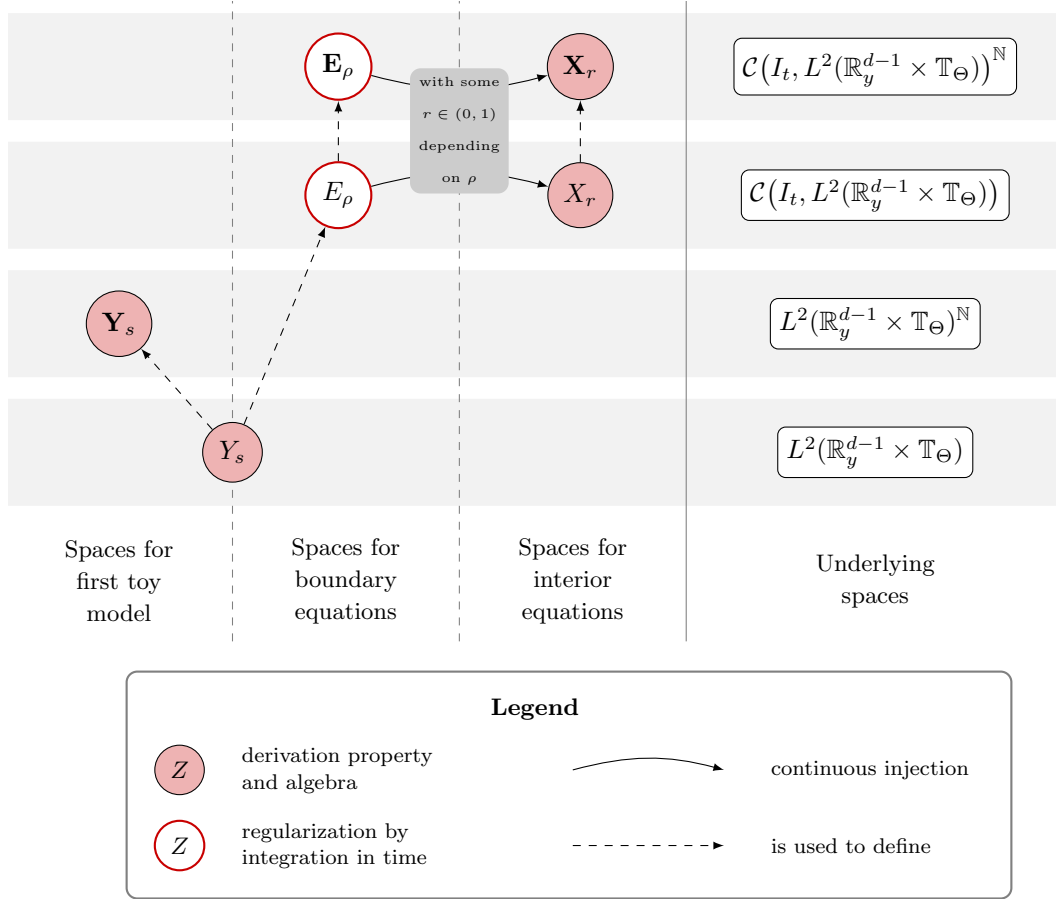 𝐄_ρ
with some
r ∈ (0, 1)
depending
on ρ
𝐗_r
𝒞(I_t, L²(ℝ_y^{d−1} × 𝕋_Θ))^ℕ
E_ρ
X_r
𝒞(I_t, L²(ℝ_y^{d−1} × 𝕋_Θ))
𝐘_s
L²(ℝ_y^{d−1} × 𝕋_Θ)^ℕ
Y_s
L²(ℝ_y^{d−1} × 𝕋_Θ)
Spaces for
first toy
model
Spaces for
boundary
equations
Spaces for
interior
equations
Underlying
spaces
Legend
Z
derivation property
and algebra
continuous injection
Z
regularization by
integration in time
is used to define